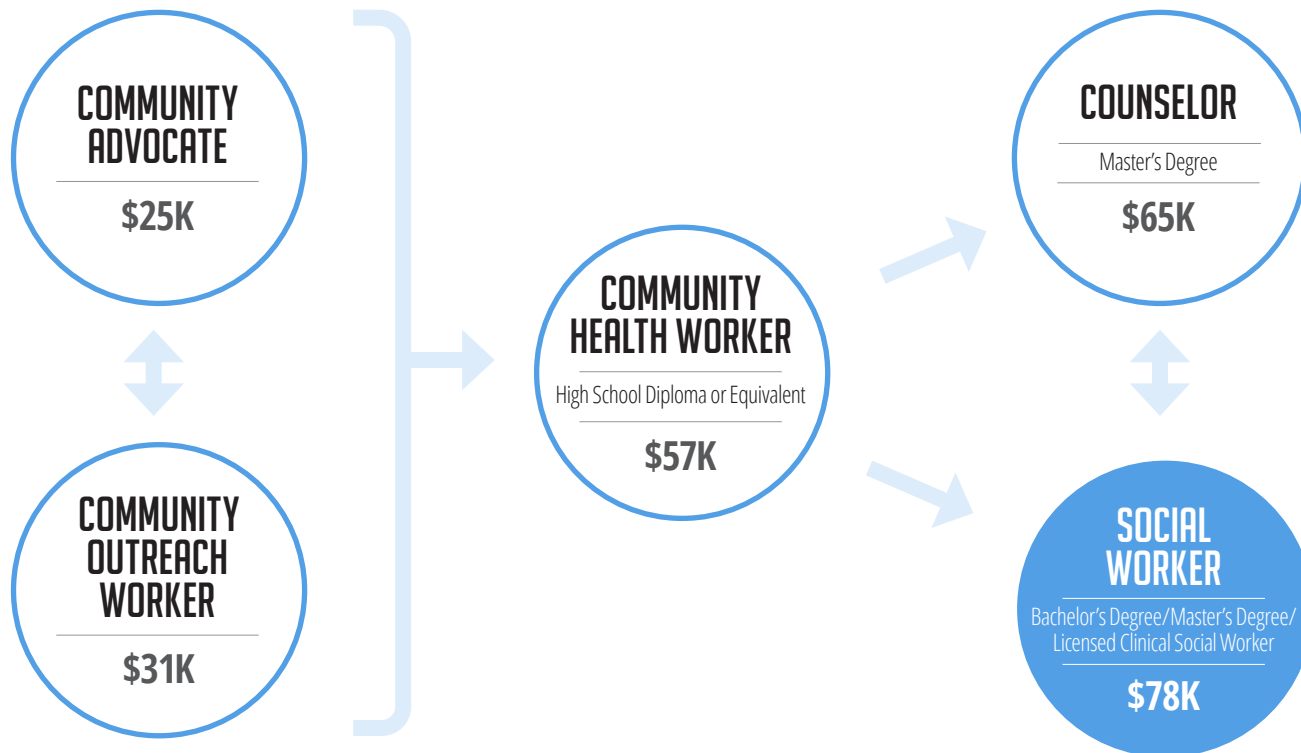 COMMUNITY
ADVOCATE
$25K
COMMUNITY
OUTREACH
WORKER
$31K
COMMUNITY
HEALTH WORKER
High School Diploma or Equivalent
$57K
COUNSELOR
Master’s Degree
$65K
SOCIAL
WORKER
Bachelor’s Degree/Master’s Degree/
Licensed Clinical Social Worker
$78K